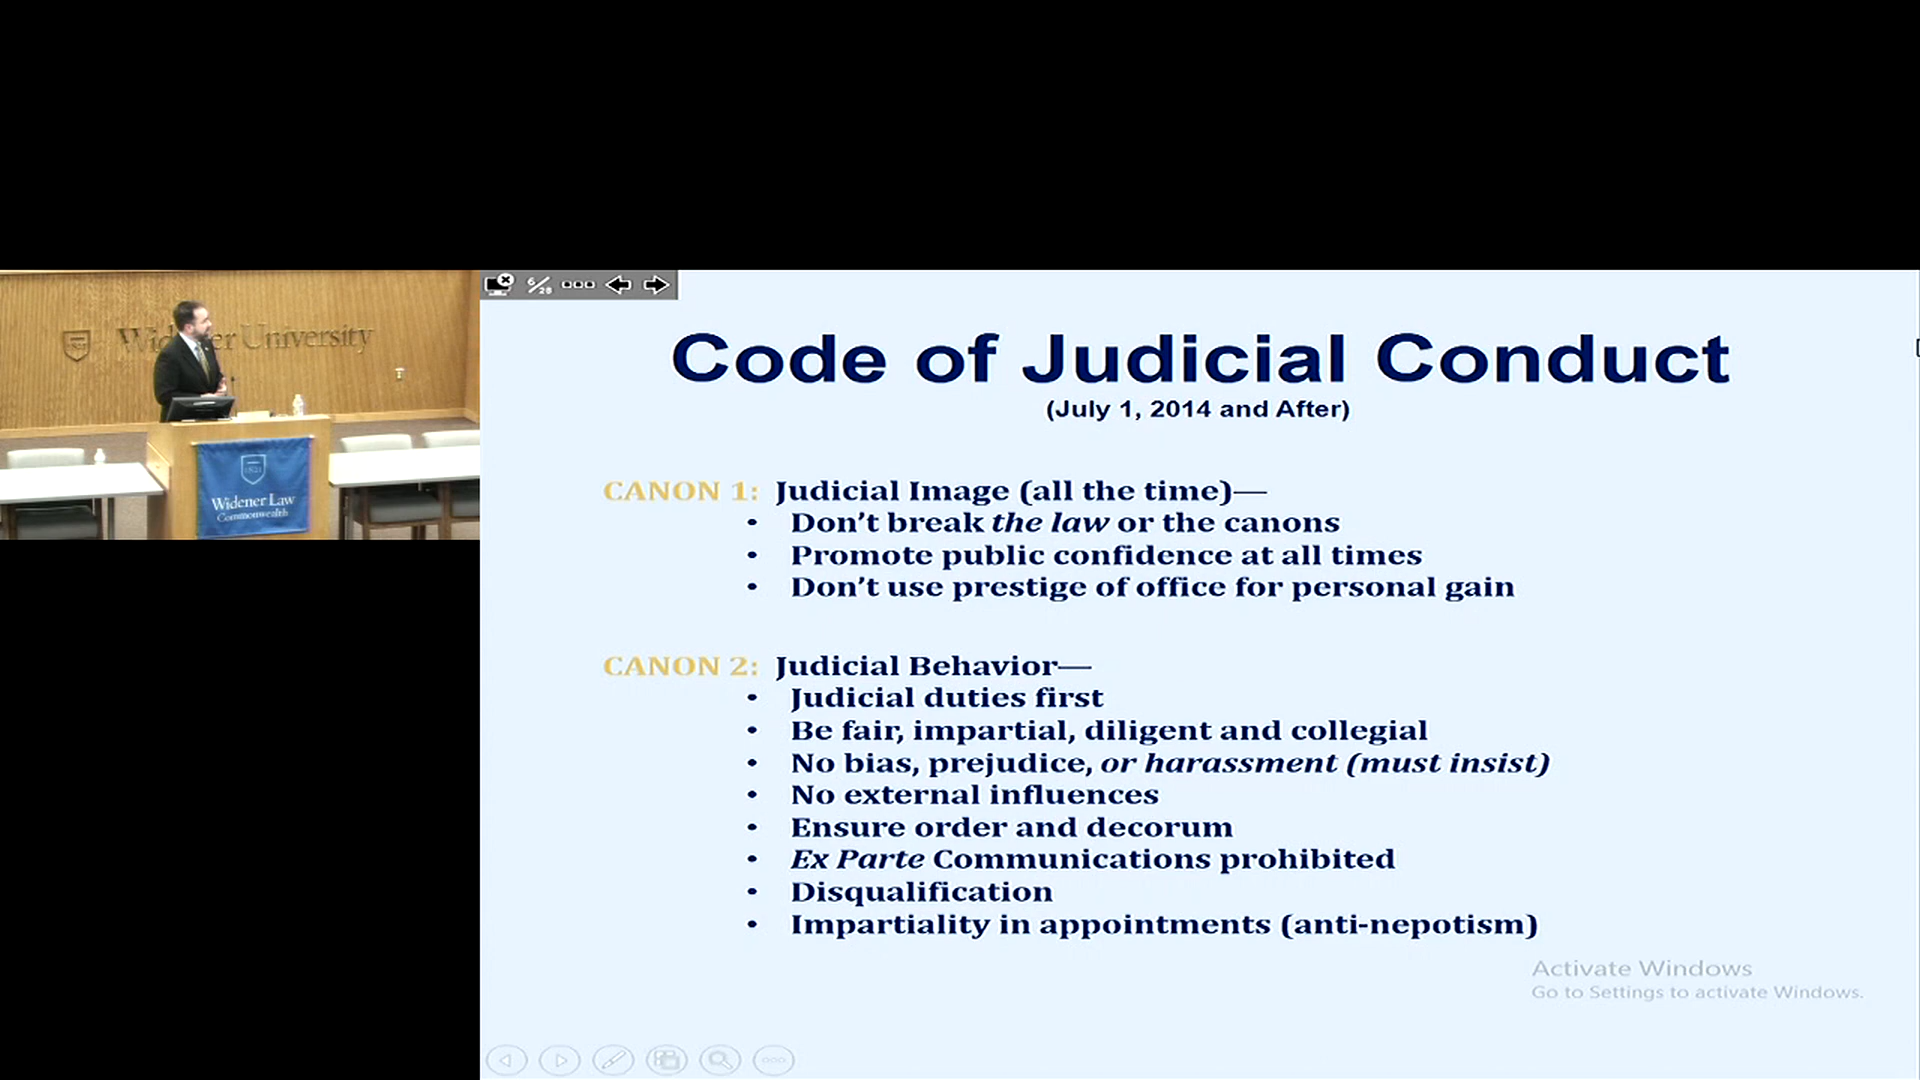 Widener University
1821
Widener Law
Commonwealth
6/28
Code of Judicial Conduct
(July 1, 2014 and After)
CANON 1: Judicial Image (all the time)—
• Don’t break the law or the canons
• Promote public confidence at all times
• Don’t use prestige of office for personal gain
CANON 2: Judicial Behavior—
• Judicial duties first
• Be fair, impartial, diligent and collegial
• No bias, prejudice, or harassment (must insist)
• No external influences
• Ensure order and decorum
• Ex Parte Communications prohibited
• Disqualification
• Impartiality in appointments (anti-nepotism)
Activate Windows
Go to Settings to activate Windows.